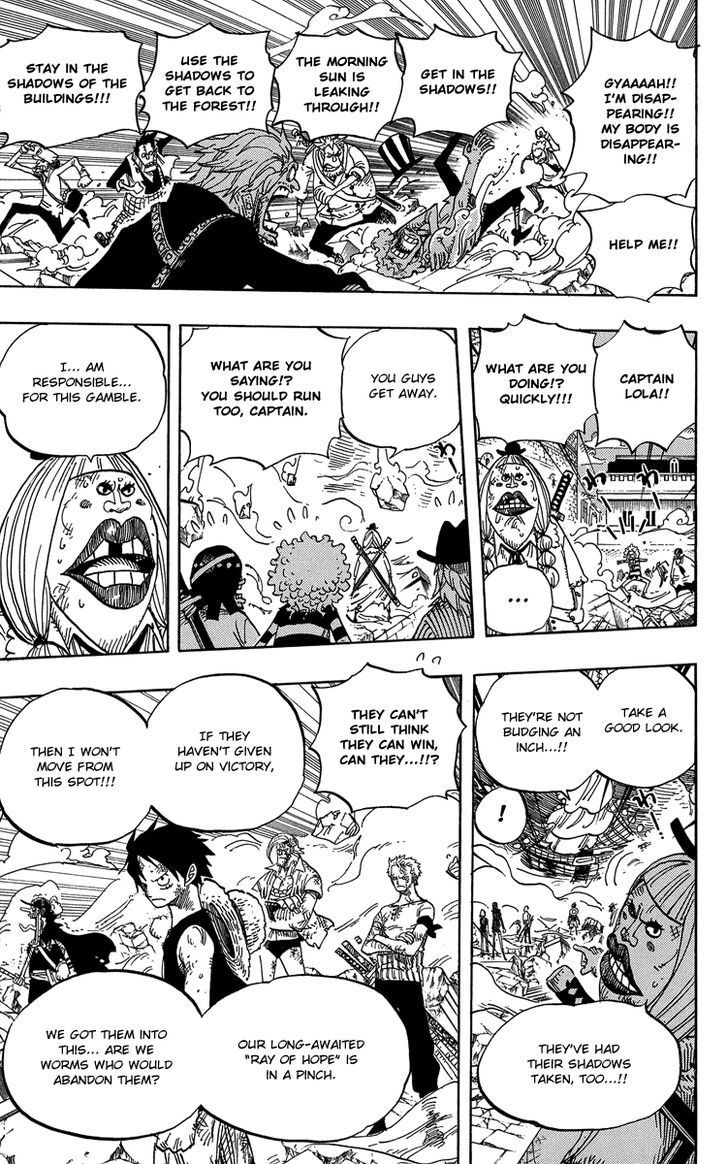 GYAAAAH!!
I'M DISAP-
PEARING!!
MY BODY IS
DISAPPEAR-
ING!!
HELP ME!!
GET IN THE
SHADOWS!!
THE MORNING
SUN IS
LEAKING
THROUGH!!
USE THE
SHADOWS TO
GET BACK TO
THE FOREST!!
STAY IN THE
SHADOWS OF THE
BUILDINGS!!!
CAPTAIN
LOLA!!
WHAT ARE YOU
DOING!?
QUICKLY!!!
...
YOU GUYS
GET AWAY.
WHAT ARE YOU
SAYING!?
YOU SHOULD RUN
TOO, CAPTAIN.
I... AM
RESPONSIBLE...
FOR THIS GAMBLE.
TAKE
A GOOD LOOK.
THEY'RE NOT
BUDGING AN
INCH...!!
!
THEY'VE HAD
THEIR SHADOWS
TAKEN, TOO...!!
THEY CAN'T
STILL THINK
THEY CAN WIN,
CAN THEY...!!?
IF THEY
HAVEN'T GIVEN
UP ON VICTORY,
THEN I WON'T
MOVE FROM
THIS SPOT!!!
OUR LONG-AWAITED
"RAY OF HOPE" IS
IN A PINCH.
WE GOT THEM INTO
THIS... ARE WE
WORMS WHO WOULD
ABANDON THEM?